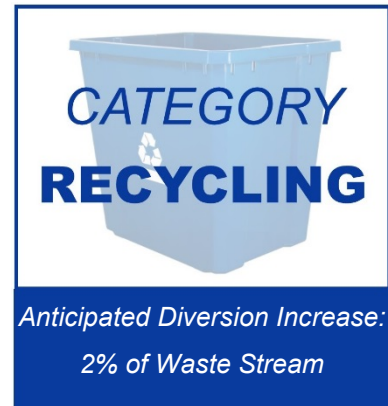 CATEGORY
RECYCLING
Anticipated Diversion Increase:
2% of Waste Stream